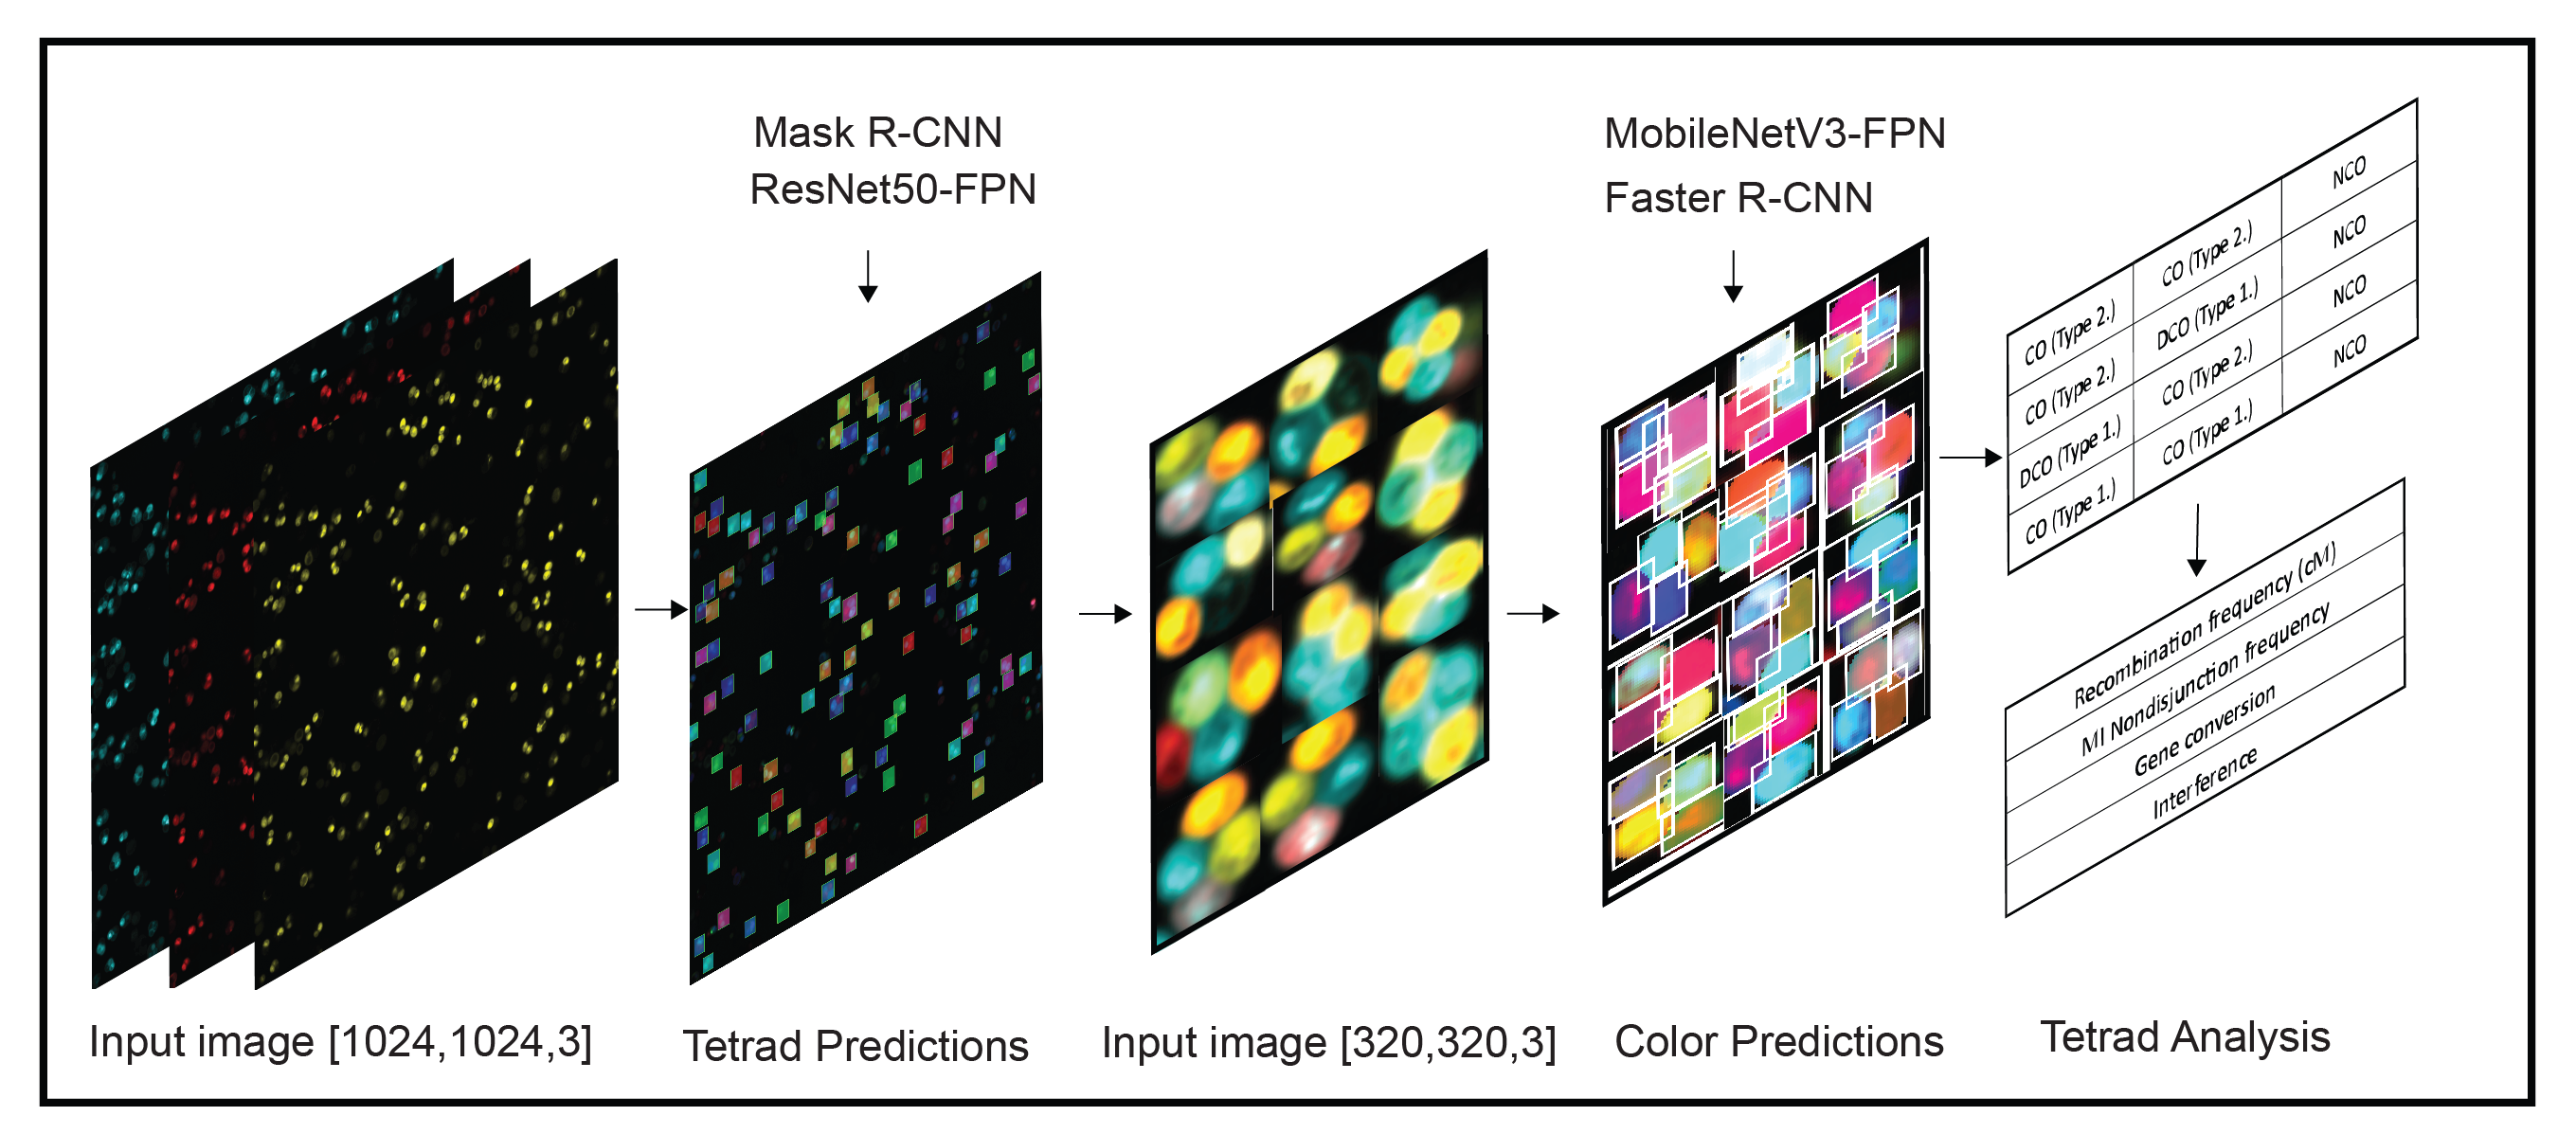 Mask R-CNN
ResNet50-FPN
MobileNetV3-FPN
Faster R-CNN
CO (Type 2.) CO (Type 2.) NCO
CO (Type 2.) DCO (Type 1.) NCO
DCO (Type 1.) CO (Type 2.) NCO
CO (Type 1.) CO (Type 1.) NCO
Recombination frequency (cM)
MI Nondisjunction frequency
Gene conversion
Interference
Input image [1024,1024,3]
Tetrad Predictions
Input image [320,320,3]
Color Predictions
Tetrad Analysis